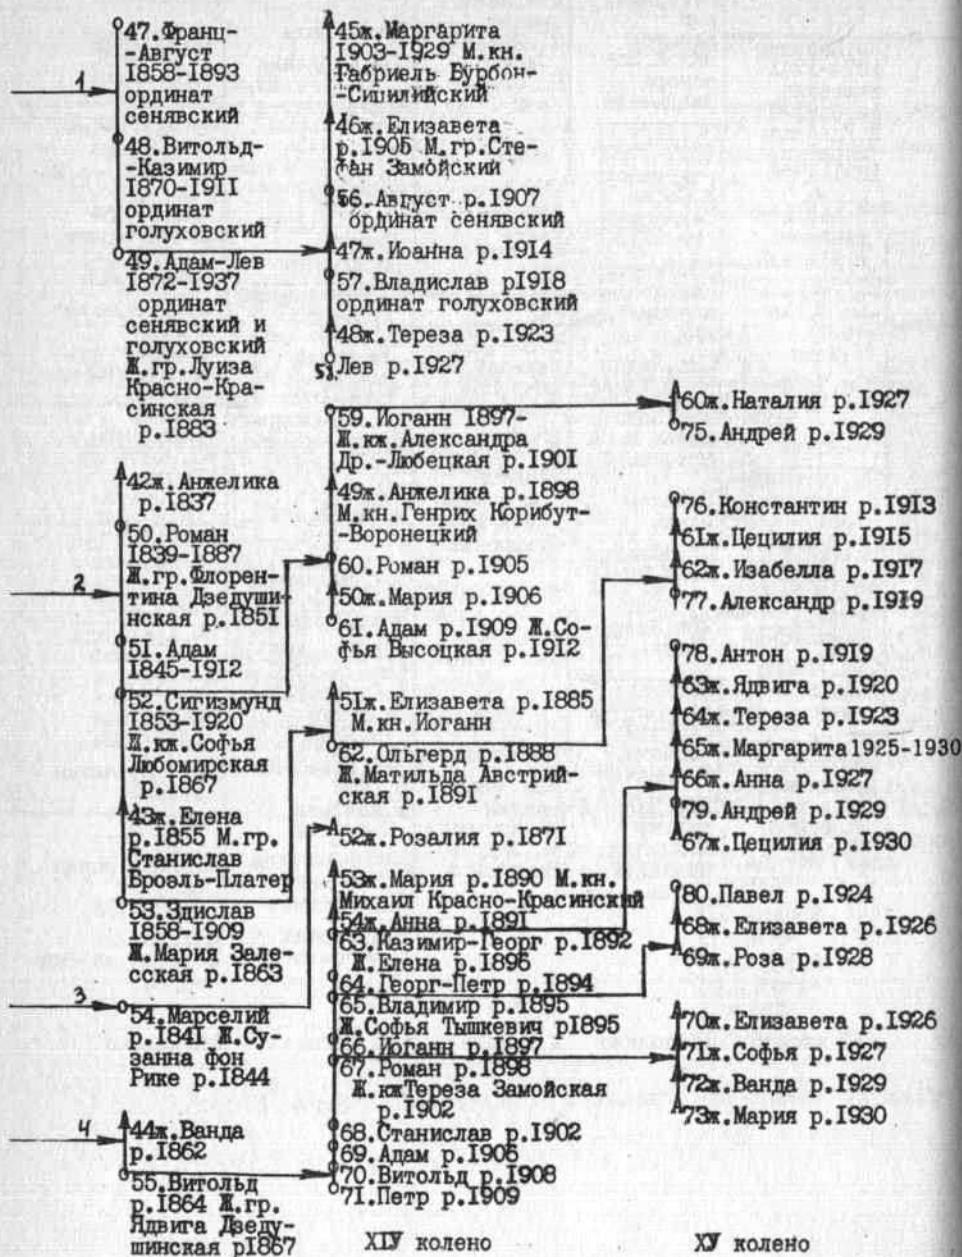 1
47.Франц-
-Август
1858-1893
ординат
сенявский
48.Витольд-
-Казимир
1870-1911
ординат
голуховский
49.Адам-Лев
1872-1937
ординат
сенявский и
голуховский
Ж.гр.Луиза
Красно-Кра-
синская
р.1883
2
42ж.Анжелика
р.1837
50.Роман
1839-1887
Ж.гр.Флорен-
тина Дзедуши-
нская р.1851
51.Адам
1845-1912
52.Сигизмунд
1853-1920
Ж.кж.Софья
Любомирская
р.1867
43ж.Елена
р.1855 М.гр.
Станислав
Броэль-Платер
53.Здислав
1858-1909
Ж.Мария Зале-
сская р.1863
3
54.Марселий
р.1841 Ж.Су-
занна фон
Рике р.1844
4
44ж.Ванда
р.1862
55.Витольд
р.1864 Ж.гр.
Ядвига Дзеду-
шинская р1867
45ж.Маргарита
1903-1929 М.кн.
Габриель Бурбон-
-Сицилийский
46ж.Елизавета
р.1905 М.гр.Сте-
фан Замойский
56.Август р.1907
ординат сенявский
47ж.Иоанна р.1914
57.Владислав р1918
ординат голуховский
48ж.Тереза р.1923
58.Лев р.1927
59.Иоганн 1897-
Ж.кж.Александра
Др.-Любецкая р.1901
49ж.Анжелика р.1898
М.кн.Генрих Корибут-
-Воронецкий
60.Роман р.1905
50ж.Мария р.1906
61.Адам р.1909 Ж.Со-
фья Высоцкая р.1912
51ж.Елизавета р.1885
М.кн.Иоганн
62.Ольгерд р.1888
Ж.Матильда Австрий-
ская р.1891
52ж.Розалия р.1871
53ж.Мария р.1890 М.кн.
Михаил Красно-Красинский
54ж.Анна р.1891
63.Казимир-Георг р.1892
Ж.Елена р.1896
64.Георг-Петр р.1894
65.Владимир р.1895
Ж.Софья Тышкевич р1895
66.Иоганн р.1897
67.Роман р.1898
Ж.кжТереза Замойская
р.1902
68.Станислав р.1902
69.Адам р.1906
70.Витольд р.1908
71.Петр р.1909
XIУ колено
60ж.Наталия р.1927
75.Андрей р.1929
76.Константин р.1913
61ж.Цецилия р.1915
62ж.Изабелла р.1917
77.Александр р.1919
78.Антон р.1919
63ж.Ядвига р.1920
64ж.Тереза р.1923
65ж.Маргарита1925-1930
66ж.Анна р.1927
79.Андрей р.1929
67ж.Цецилия р.1930
80.Павел р.1924
68ж.Елизавета р.1926
69ж.Роза р.1928
70ж.Елизавета р.1926
71ж.Софья р.1927
72ж.Ванда р.1929
73ж.Мария р.1930
ХУ колено